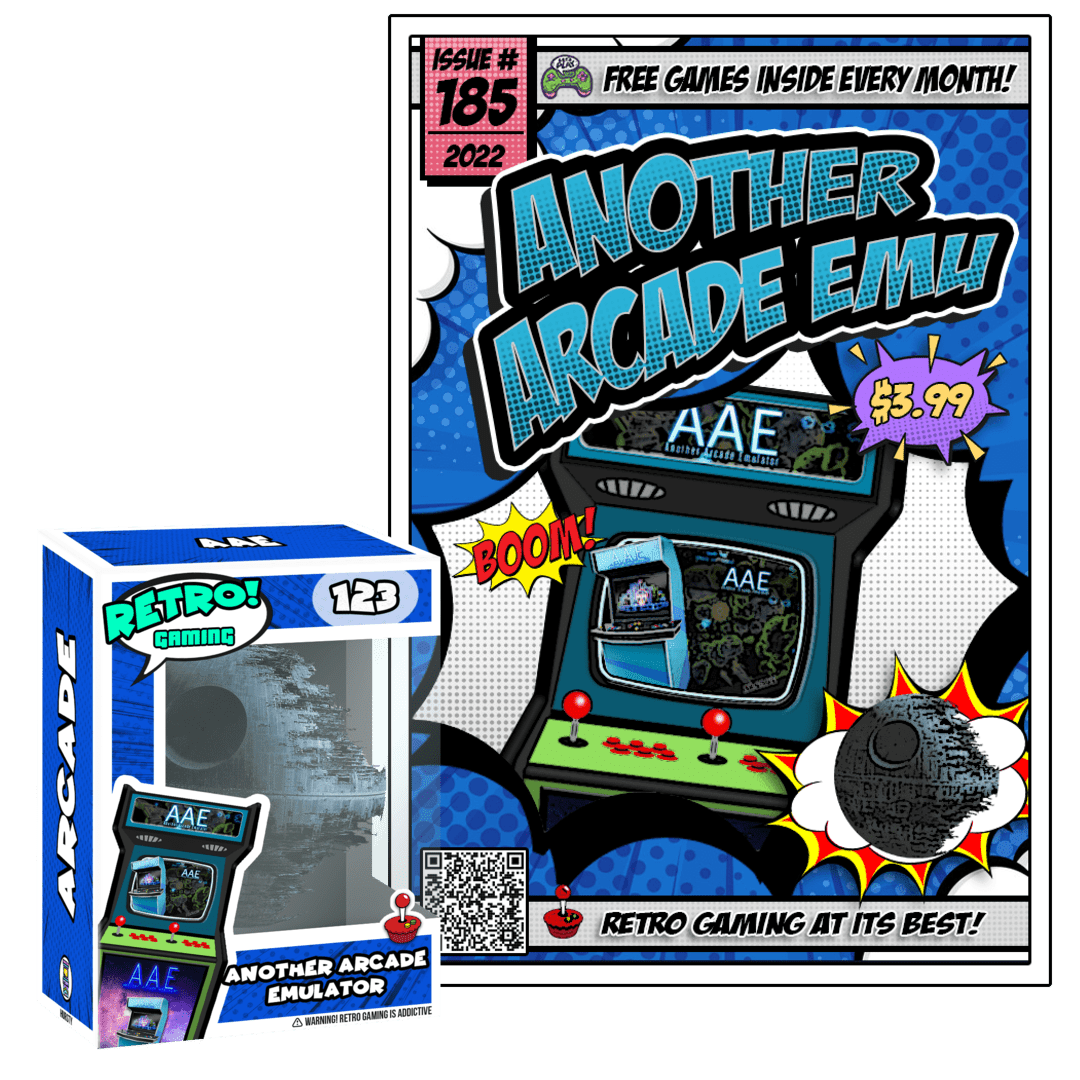 ISSUE #
185
2022
FREE GAMES INSIDE EVERY MONTH!
ANOTHER
ARCADE EMU
$3.99
AAE
Another Arcade Emulator
BOOM!
AAE
RETRO GAMING AT ITS BEST!
AAE
RETRO!
GAMING
123
ARCADE
AAE
AAE
AAE
ANOTHER ARCADE
EMULATOR
WARNING! RETRO GAMING IS ADDICTIVE